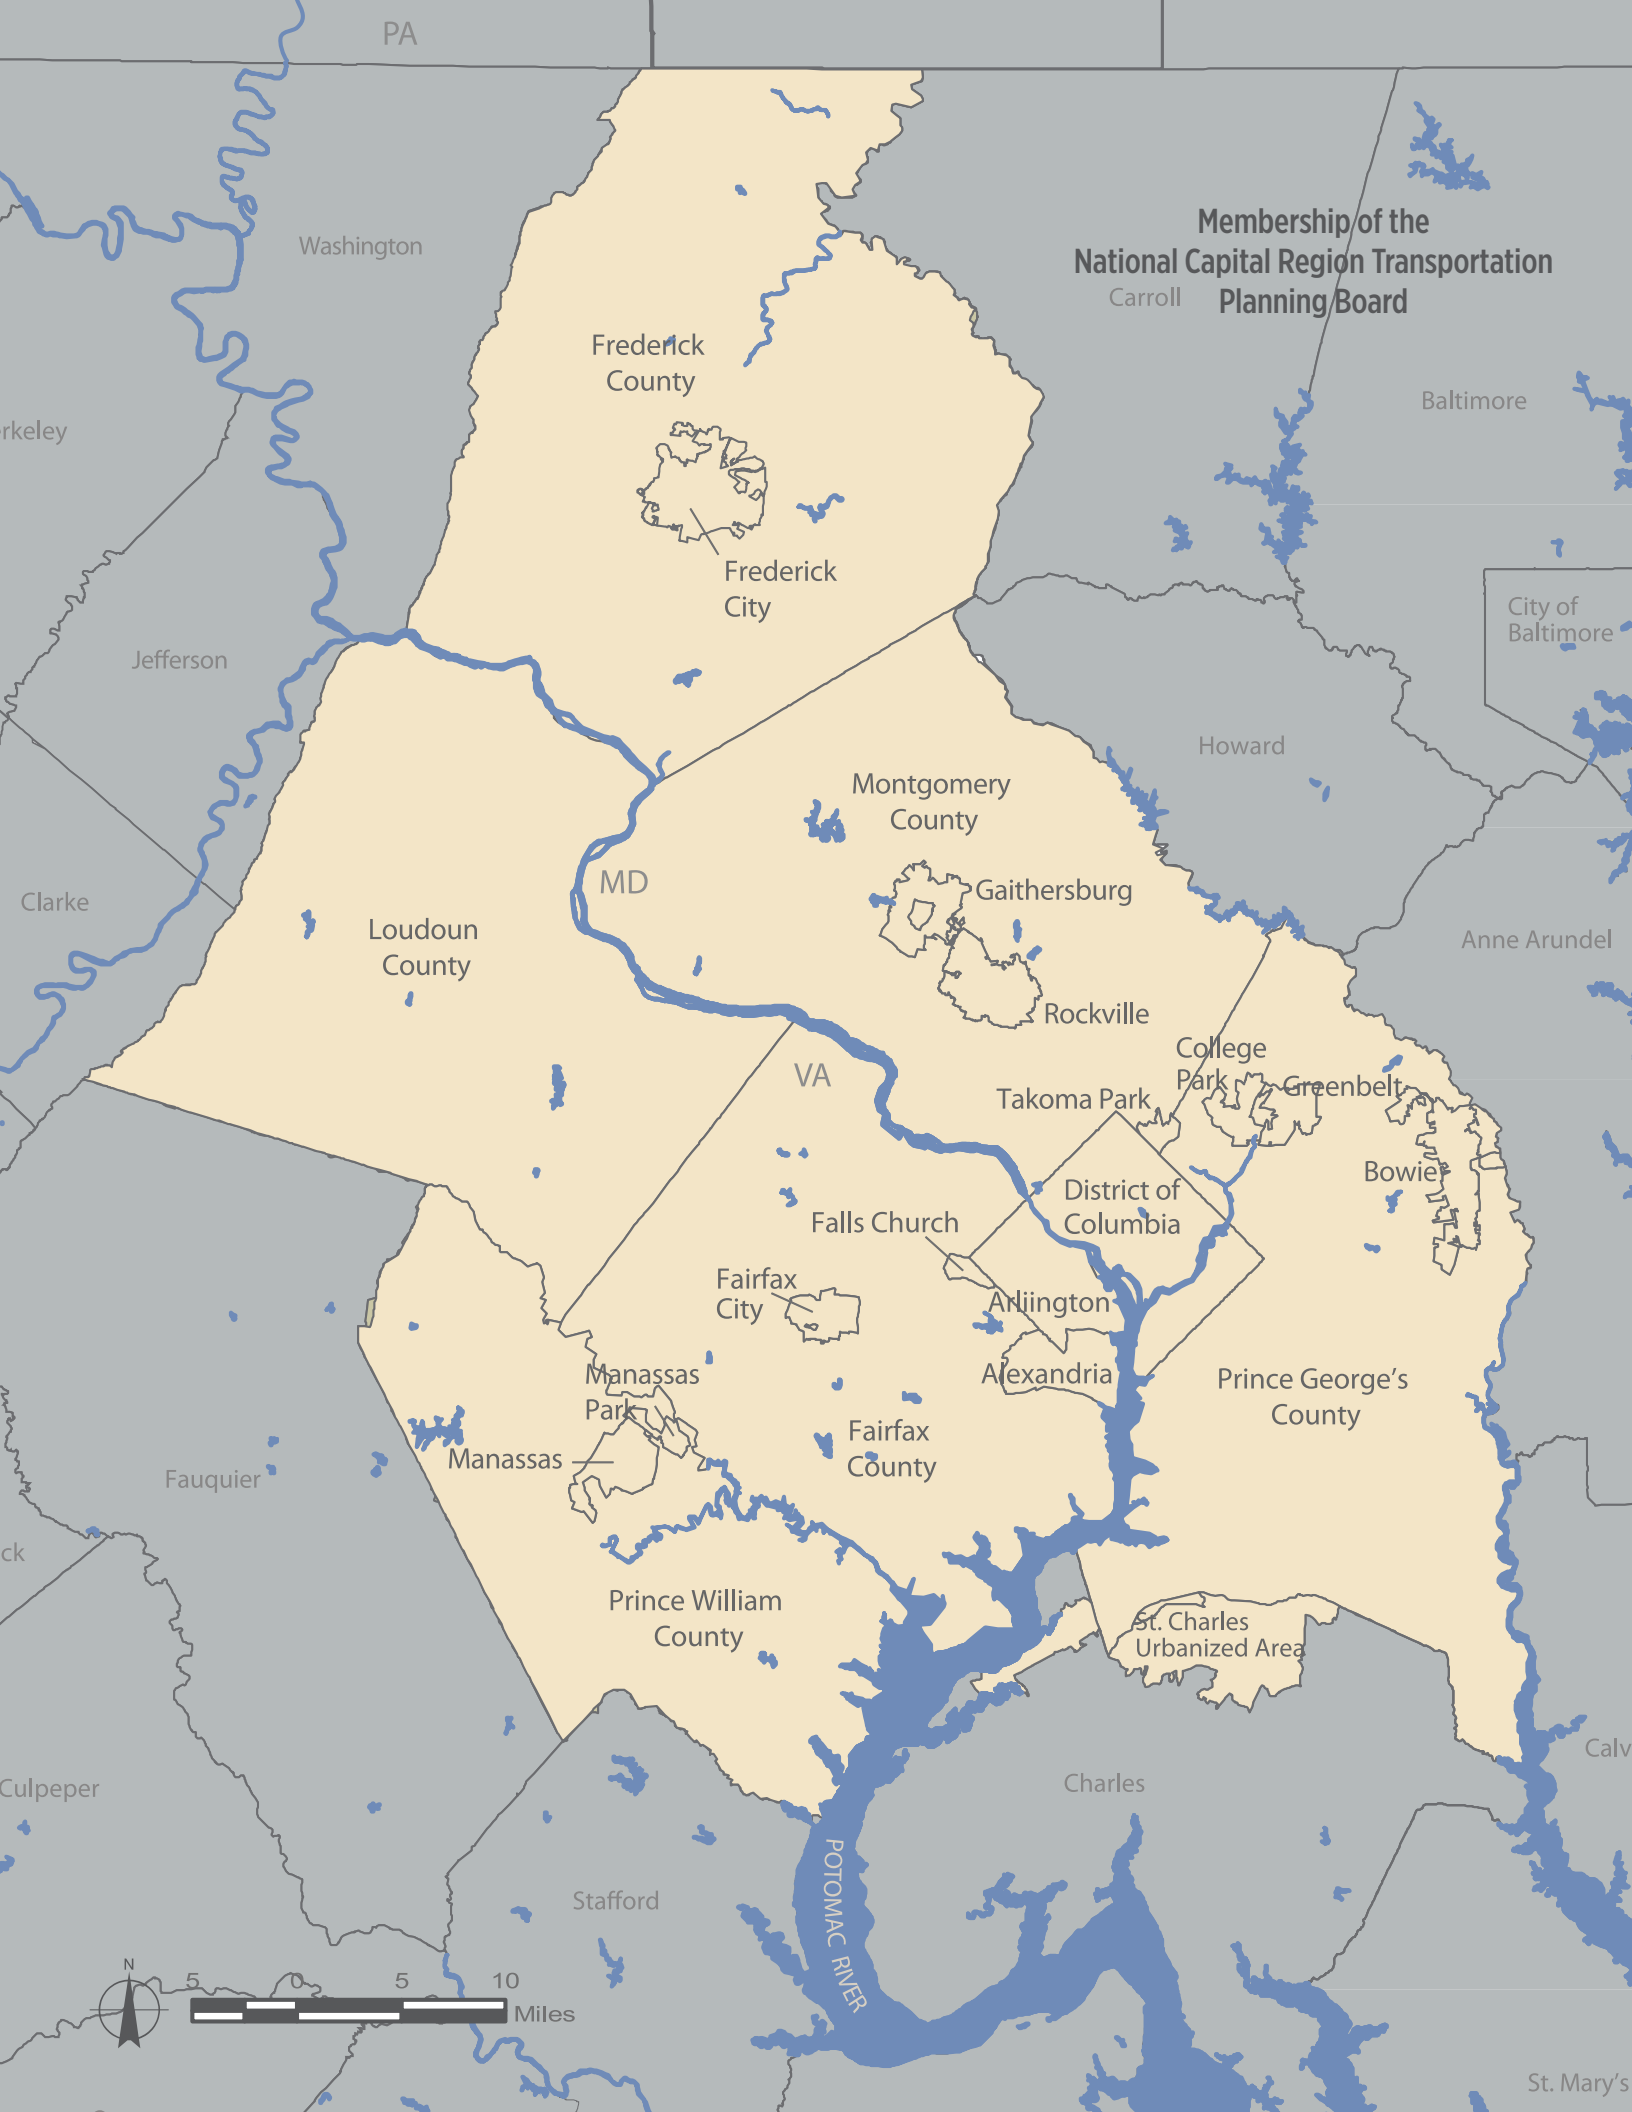 PA
Washington
Membership of the
National Capital Region Transportation
Planning Board
Carroll
Frederick
County
Baltimore
rkeley
Frederick
City
City of
Baltimore
Jefferson
Howard
Montgomery
County
MD
Gaithersburg
Clarke
Loudoun
County
Anne Arundel
Rockville
College
Park
VA
Greenbelt
Takoma Park
Bowie
District of
Columbia
Falls Church
Fairfax
City
Arliington
Manassas
Park
Alexandria
Prince George's
County
Fairfax
County
Manassas
Fauquier
ck
Prince William
County
St. Charles
Urbanized Area
Calv
Charles
Culpeper
POTOMAC RIVER
Stafford
N
5 0 5 10
Miles
St. Mary's